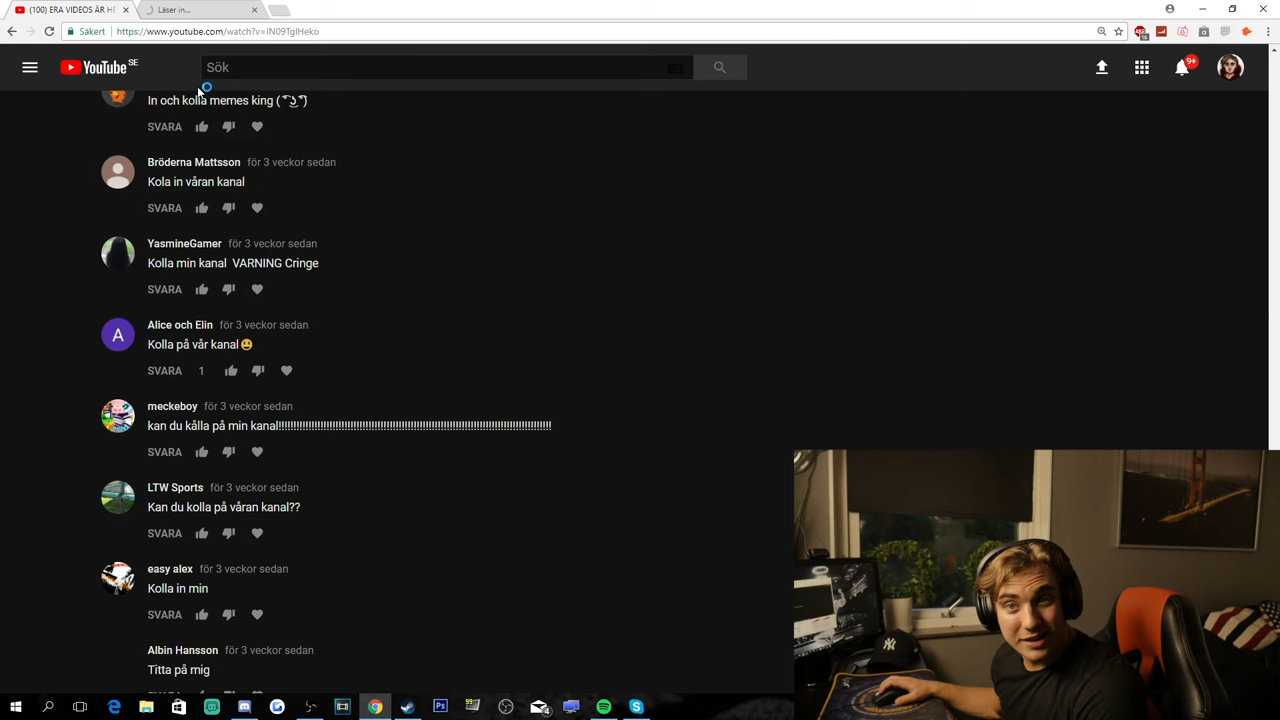 (100) ERA VIDEOS ÄR HE
Läser in...
Säkert
https://www.youtube.com/watch?v=IN09TgIHeko
YouTube SE
Sök
9+
In och kolla memes king ( ͡° ͜ʖ ͡°)
SVARA
Bröderna Mattsson för 3 veckor sedan
Kola in våran kanal
SVARA
YasmineGamer för 3 veckor sedan
Kolla min kanal VARNING Cringe
SVARA
Alice och Elin för 3 veckor sedan
A
Kolla på vår kanal😃
SVARA 1
meckeboy för 3 veckor sedan
kan du kålla på min kanal!!!!!!!!!!!!!!!!!!!!!!!!!!!!!!!!!!!!!!!!!!!!!!!!!!!!!!!!!!!!!!!!!!!!!!!!!!!!!!!!!!!!!!!!!!
SVARA
LTW Sports för 3 veckor sedan
Kan du kolla på våran kanal??
SVARA
easy alex för 3 veckor sedan
Kolla in min
SVARA
Albin Hansson för 3 veckor sedan
Titta på mig
Ps